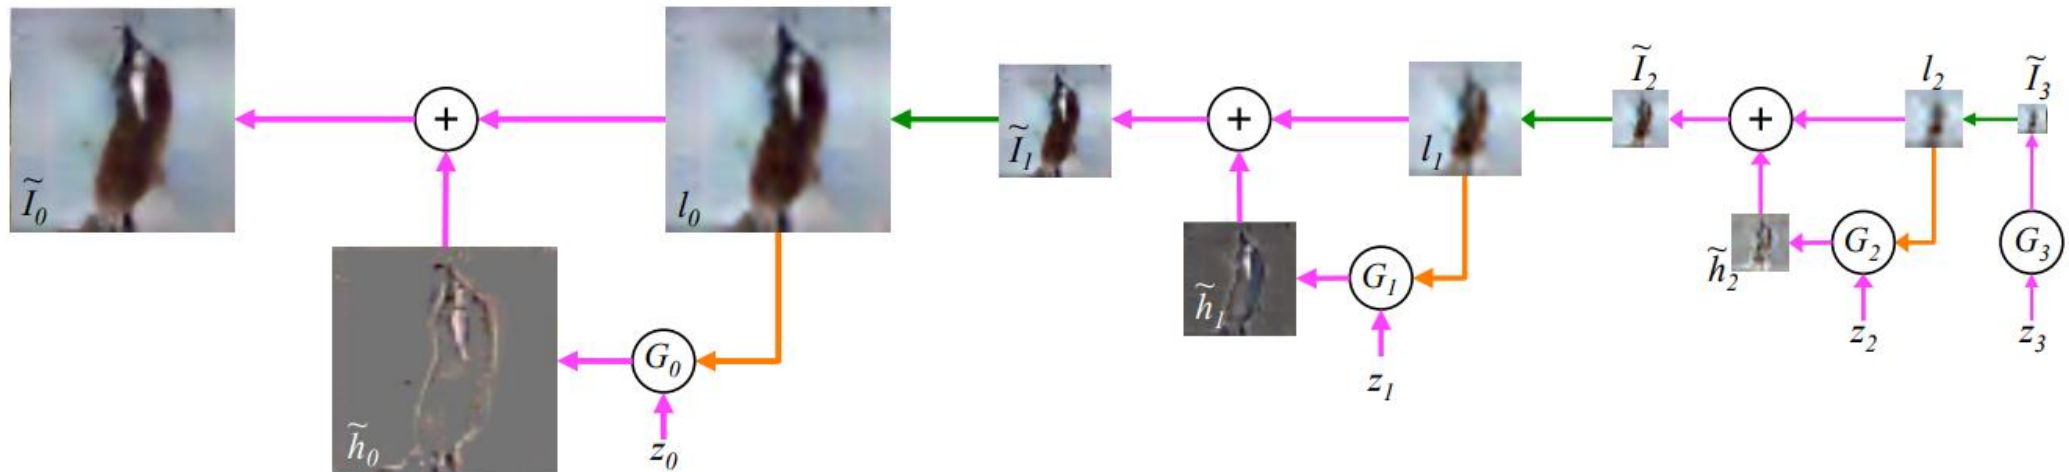 Ĩ₀
+
l₀
h̃₀
G₀
z₀
Ĩ₁
+
l₁
h̃₁
G₁
z₁
Ĩ₂
+
l₂
Ĩ₃
h̃₂
G₂
G₃
z₂
z₃